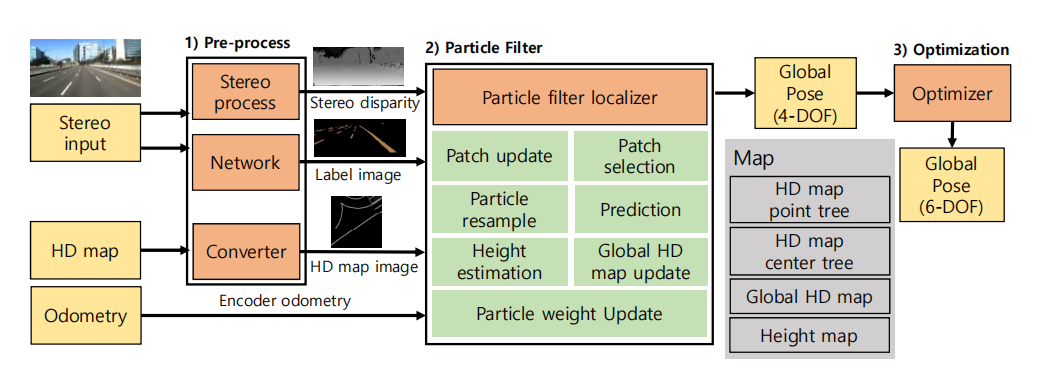 1) Pre-process
2) Particle Filter
3) Optimization
Stereo
input
HD map
Odometry
Stereo
process
Network
Converter
Stereo disparity
Label image
HD map image
Encoder odometry
Particle filter localizer
Patch update
Patch
selection
Particle
resample
Prediction
Height
estimation
Global HD
map update
Particle weight Update
Global
Pose
(4-DOF)
Optimizer
Global
Pose
(6-DOF)
Map
HD map
point tree
HD map
center tree
Global HD map
Height map